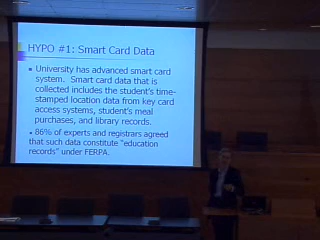 HYPO #1: Smart Card Data
University has advanced smart card
system. Smart card data that is
collected includes the student's time-
stamped location data from key card
access systems, student's meal
purchases, and library records.
86% of experts and registrars agreed
that such data constitute "education
records" under FERPA.